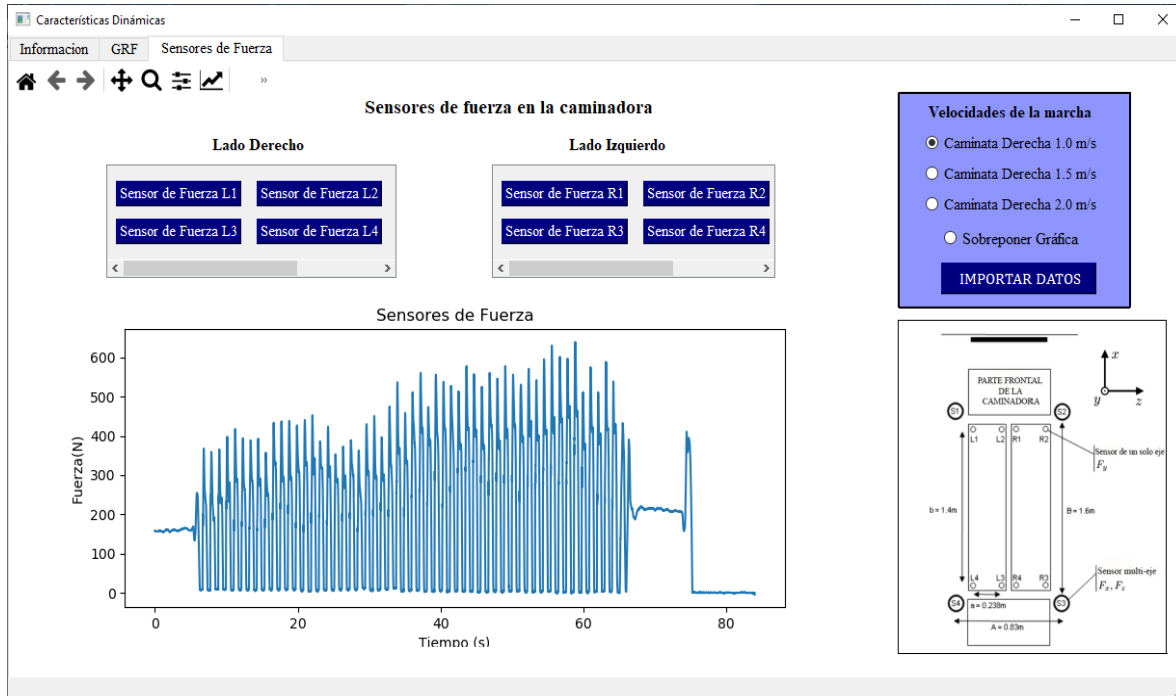 Características Dinámicas
Informacion GRF Sensores de Fuerza
»
Sensores de fuerza en la caminadora
Lado Derecho
Sensor de Fuerza L1 Sensor de Fuerza L2
Sensor de Fuerza L3 Sensor de Fuerza L4
Lado Izquierdo
Sensor de Fuerza R1 Sensor de Fuerza R2
Sensor de Fuerza R3 Sensor de Fuerza R4
Velocidades de la marcha
Caminata Derecha 1.0 m/s
Caminata Derecha 1.5 m/s
Caminata Derecha 2.0 m/s
Sobreponer Gráfica
IMPORTAR DATOS
Sensores de Fuerza
Fuerza(N)
600
500
400
300
200
100
0
0 20 40 60 80
Tiempo (s)
x
y z
PARTE FRONTAL
DE LA
CAMINADORA
S1 S2
L1 L2 R1 R2
Sensor de un solo eje
Fy
b = 1.4m B = 1.6m
L4 L3 R4 R3
Sensor multi-eje
Fx, Fz
S4 S3
a = 0.238m
A = 0.83m